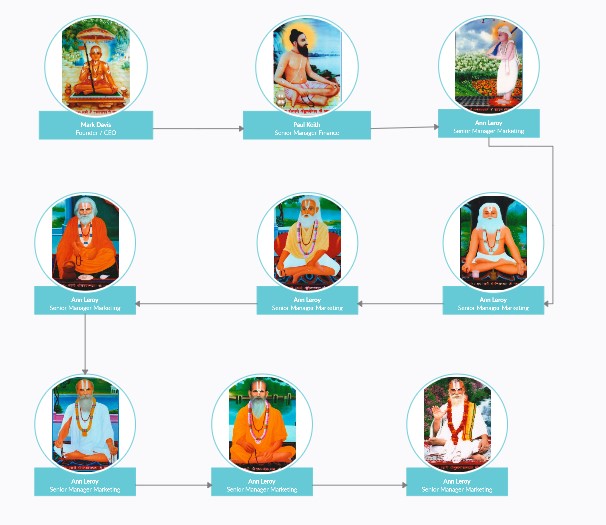 Mark Davis
Founder / CEO
Paul Keith
Senior Manager Finance
Ann Leroy
Senior Manager Marketing
Ann Leroy
Senior Manager Marketing
Ann Leroy
Senior Manager Marketing
Ann Leroy
Senior Manager Marketing
Ann Leroy
Senior Manager Marketing
Ann Leroy
Senior Manager Marketing
Ann Leroy
Senior Manager Marketing